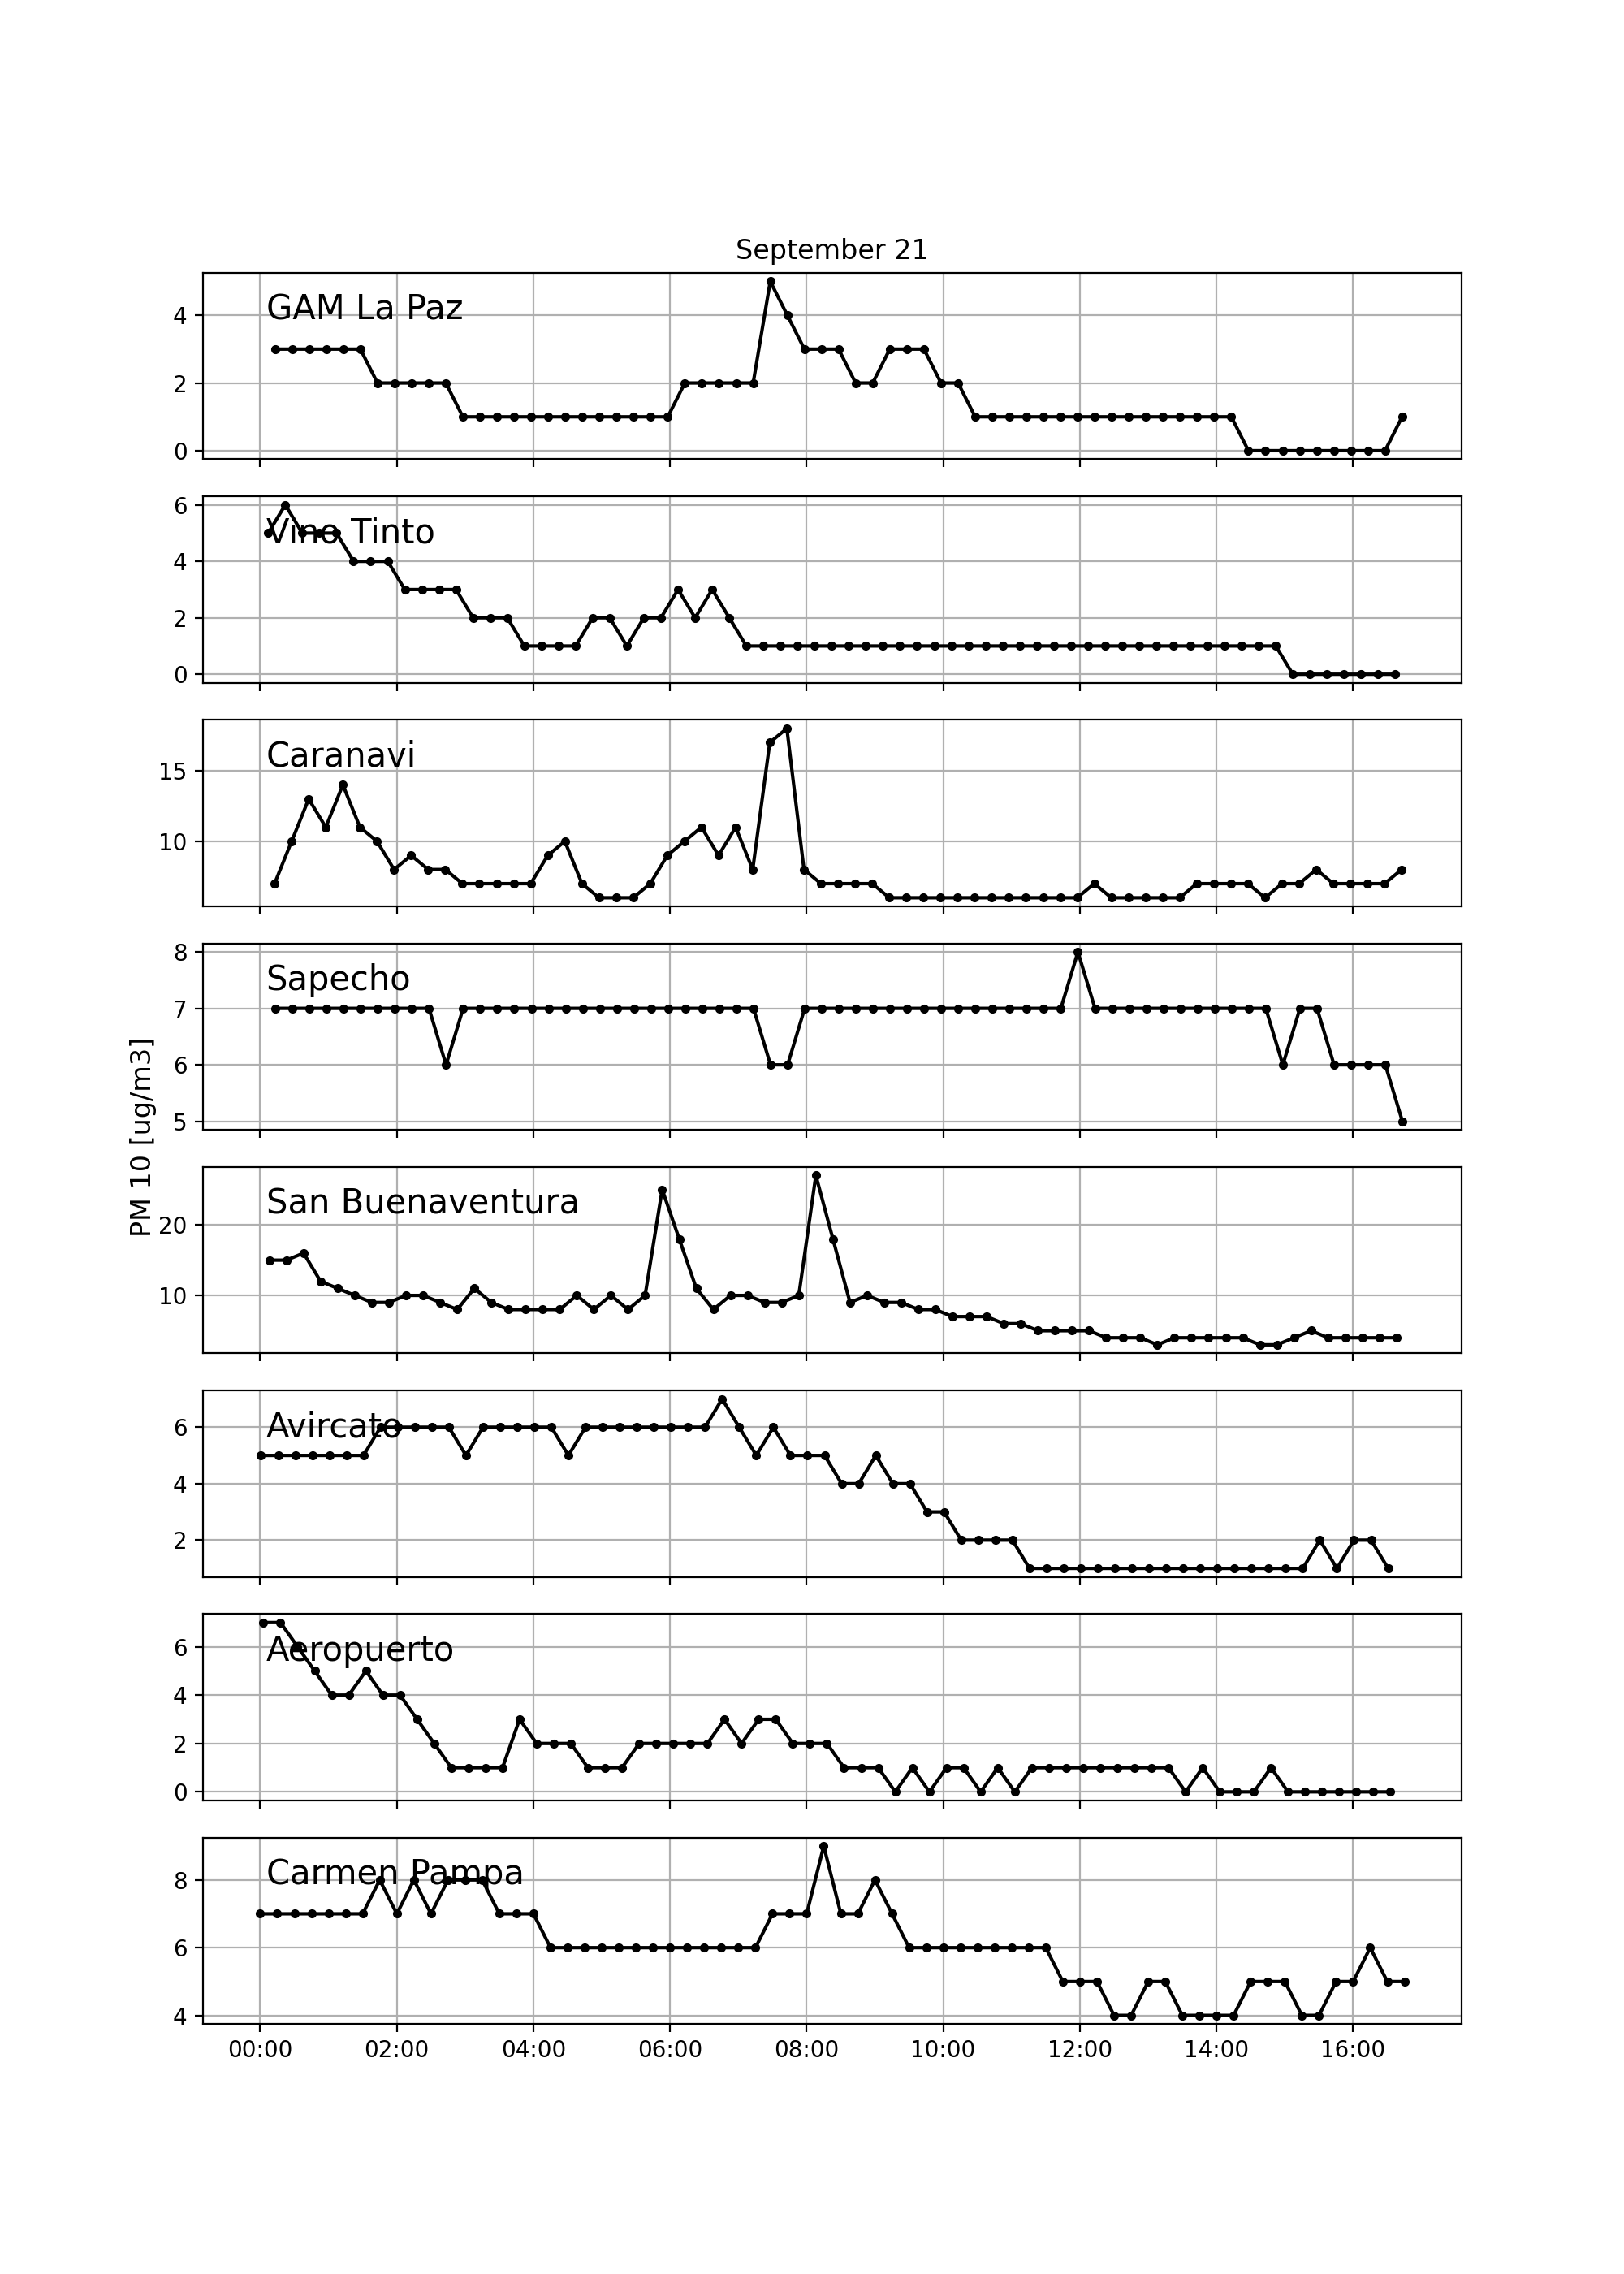 September 21
GAM La Paz
4
2
0
Vino Tinto
6
4
2
0
Caranavi
15
10
Sapecho
8
7
6
5
PM 10 [ug/m3]
San Buenaventura
20
10
Avircato
6
4
2
Aeropuerto
6
4
2
0
Carmen Pampa
8
6
4
00:00 02:00 04:00 06:00 08:00 10:00 12:00 14:00 16:00